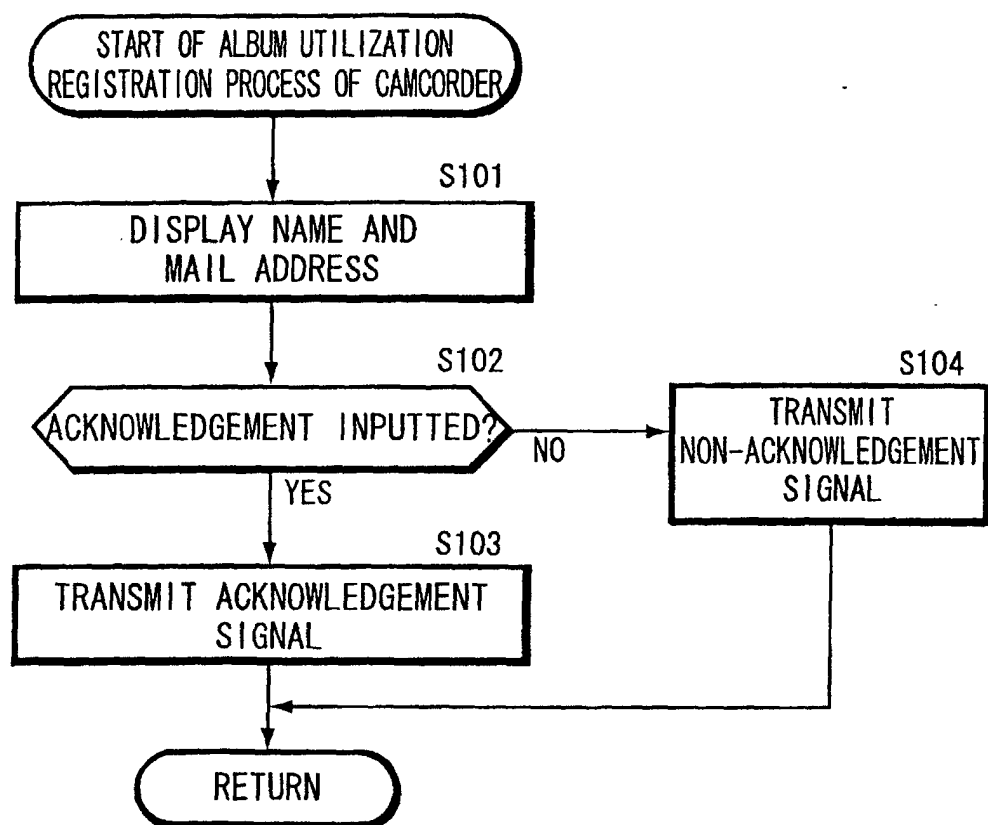 START OF ALBUM UTILIZATION
REGISTRATION PROCESS OF CAMCORDER
S101
DISPLAY NAME AND
MAIL ADDRESS
S102
ACKNOWLEDGEMENT INPUTTED?
NO
YES
S104
TRANSMIT
NON-ACKNOWLEDGEMENT
SIGNAL
S103
TRANSMIT ACKNOWLEDGEMENT
SIGNAL
RETURN